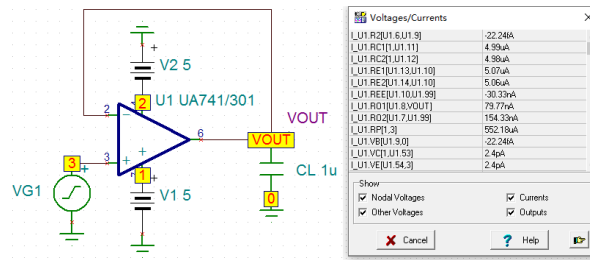 V2 5
2
U1 UA741/301
2
6
VOUT
VOUT
3
3
1
CL 1u
VG1
V1 5
0
Voltages/Currents
I_U1.R2[U1.6,U1.9] -22.24fA
I_U1.RC1[1,U1.11] 4.99uA
I_U1.RC2[1,U1.12] 4.98uA
I_U1.RE1[U1.13,U1.10] 5.07uA
I_U1.RE2[U1.14,U1.10] 5.06uA
I_U1.REE[U1.10,U1.99] -30.33nA
I_U1.RO1[U1.8,VOUT] 79.77nA
I_U1.RO2[U1.7,U1.99] 154.33nA
I_U1.RP[1,3] 552.18uA
I_U1.VB[U1.9,0] -22.24fA
I_U1.VC[1,U1.53] 2.4pA
I_U1.VE[U1.54,3] 2.4pA
Show
Nodal Voltages Currents
Other Voltages Outputs
Cancel ? Help